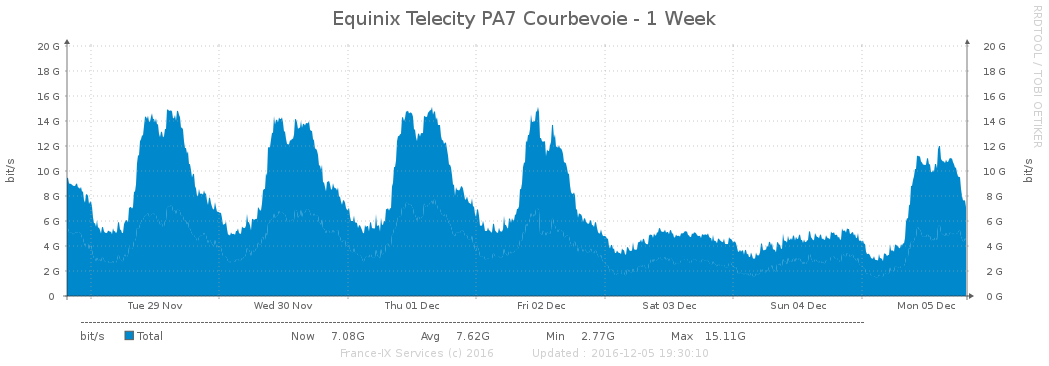 Equinix Telecity PA7 Courbevoie - 1 Week
RRDTOOL / TOBI OETIKER
bit/s
20 G 20 G
18 G 18 G
16 G 16 G
14 G 14 G
12 G 12 G
10 G 10 G
8 G 8 G
6 G 6 G
4 G 4 G
2 G 2 G
0 0 G
bit/s
Tue 29 Nov Wed 30 Nov Thu 01 Dec Fri 02 Dec Sat 03 Dec Sun 04 Dec Mon 05 Dec
bit/s Total Now 7.08G Avg 7.62G Min 2.77G Max 15.11G
France-IX Services (c) 2016 Updated : 2016-12-05 19:30:10